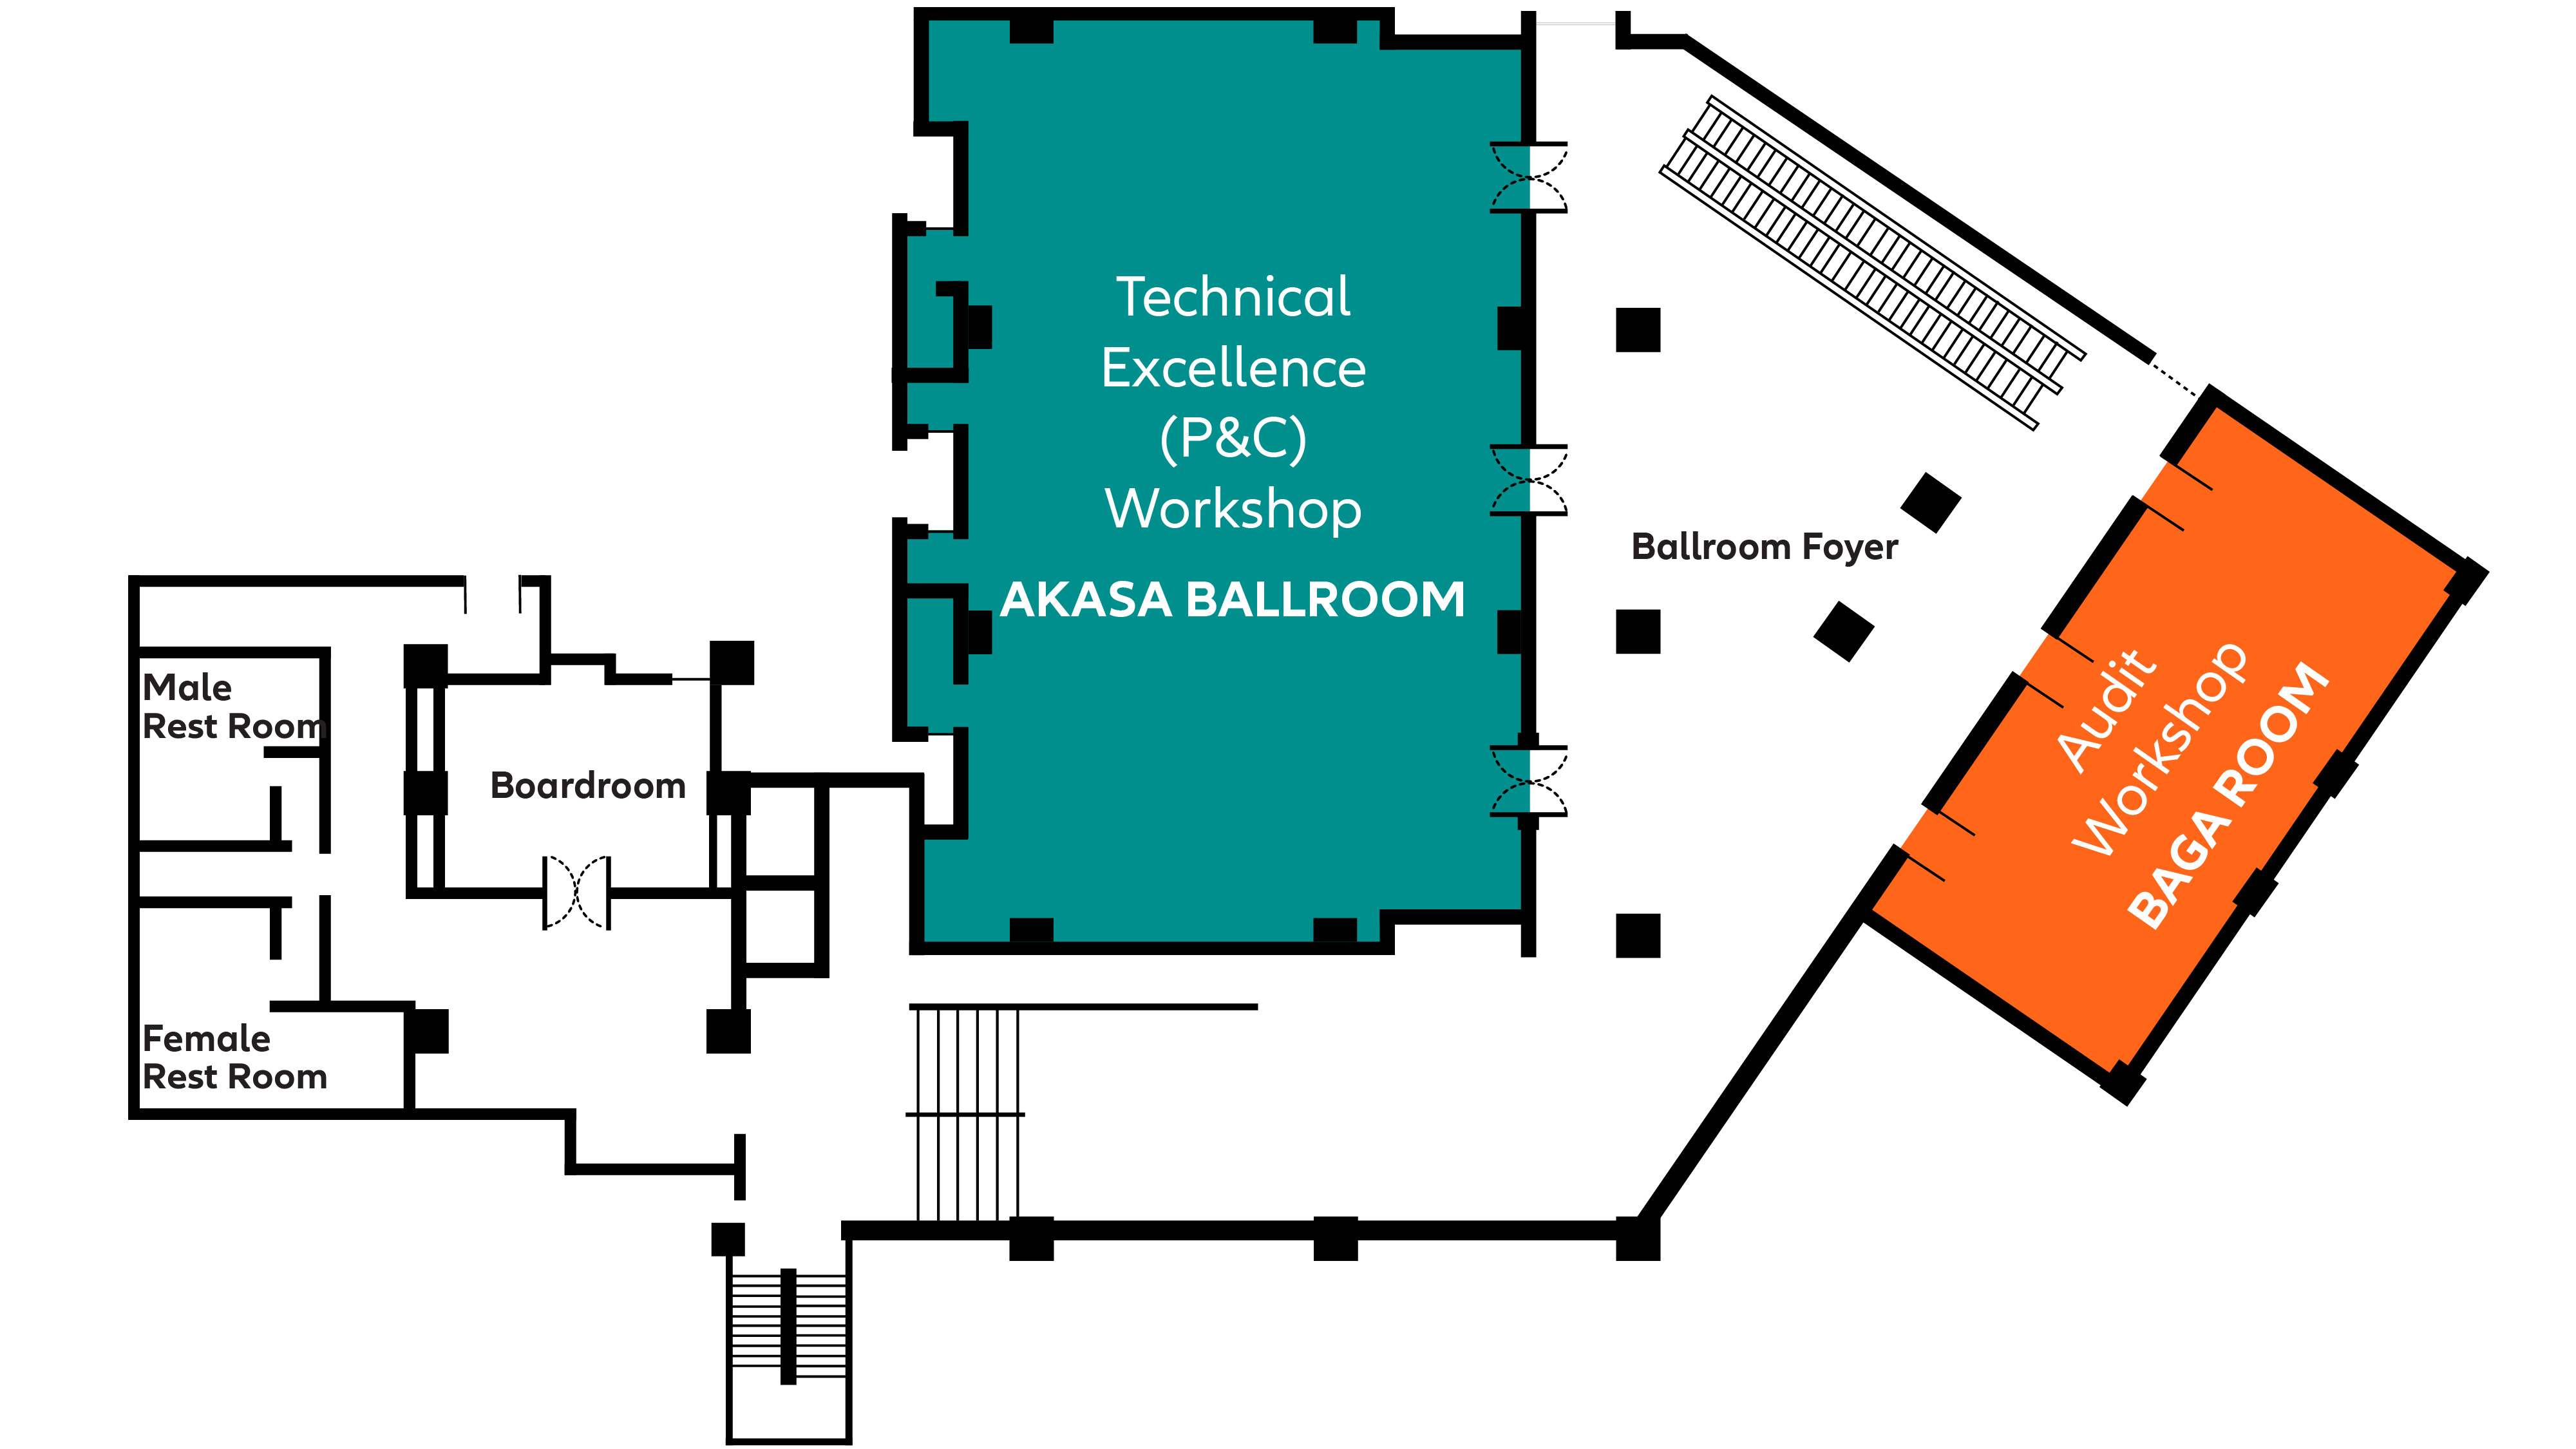 Technical
Excellence
(P&C)
Workshop
AKASA BALLROOM
Ballroom Foyer
Audit
Workshop
BAGA ROOM
Male
Rest Room
Boardroom
Female
Rest Room